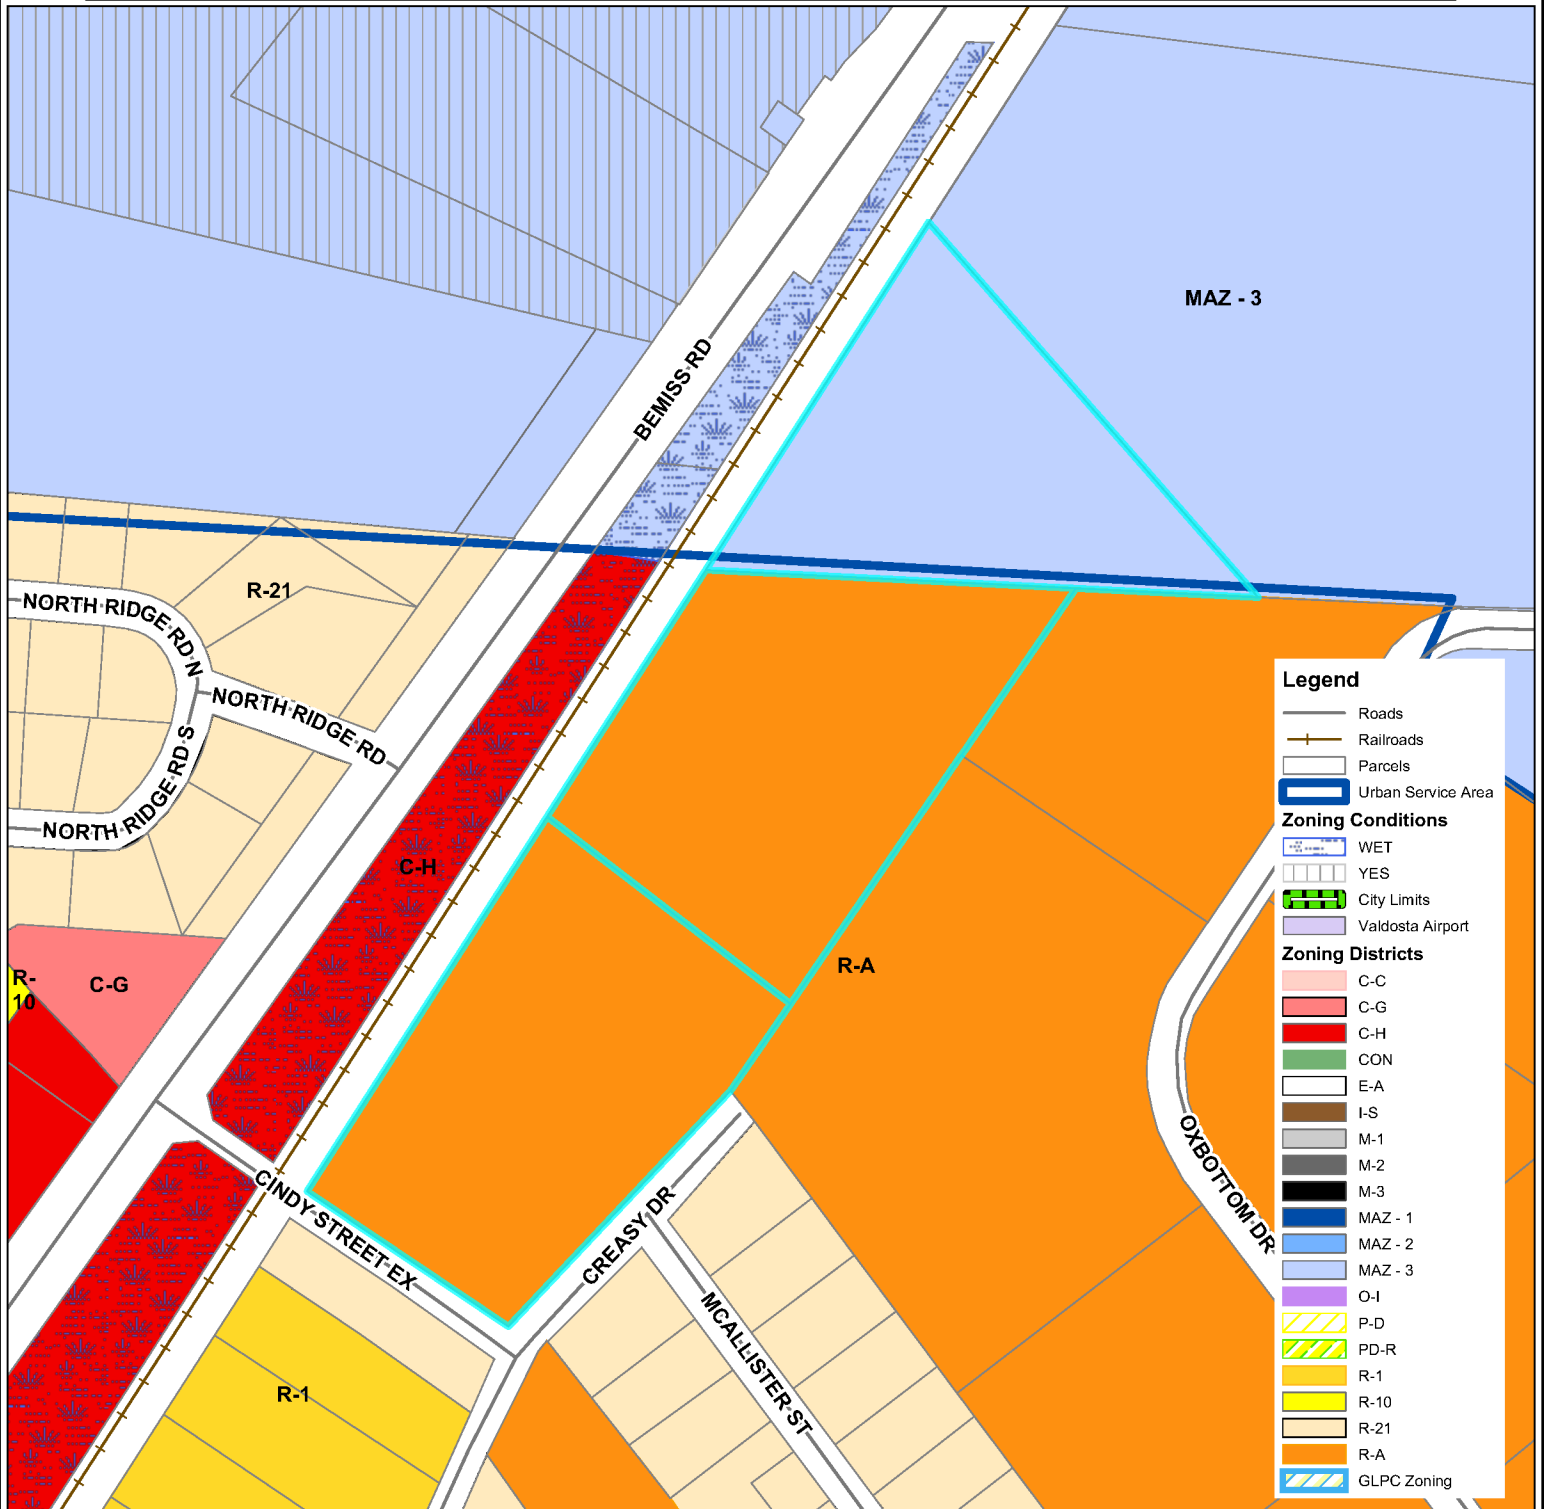 MAZ - 3
BEMISS RD
R-21
NORTH RIDGE RD N
NORTH RIDGE RD
NORTH RIDGE RD S
C-H
R-
10
C-G
R-A
OXBOTTOM DR
CINDY STREET EX
CREASY DR
MCALLISTER ST
R-1
Legend
Roads
Railroads
Parcels
Urban Service Area
Zoning Conditions
WET
YES
City Limits
Valdosta Airport
Zoning Districts
C-C
C-G
C-H
CON
E-A
I-S
M-1
M-2
M-3
MAZ - 1
MAZ - 2
MAZ - 3
O-I
P-D
PD-R
R-1
R-10
R-21
R-A
GLPC Zoning